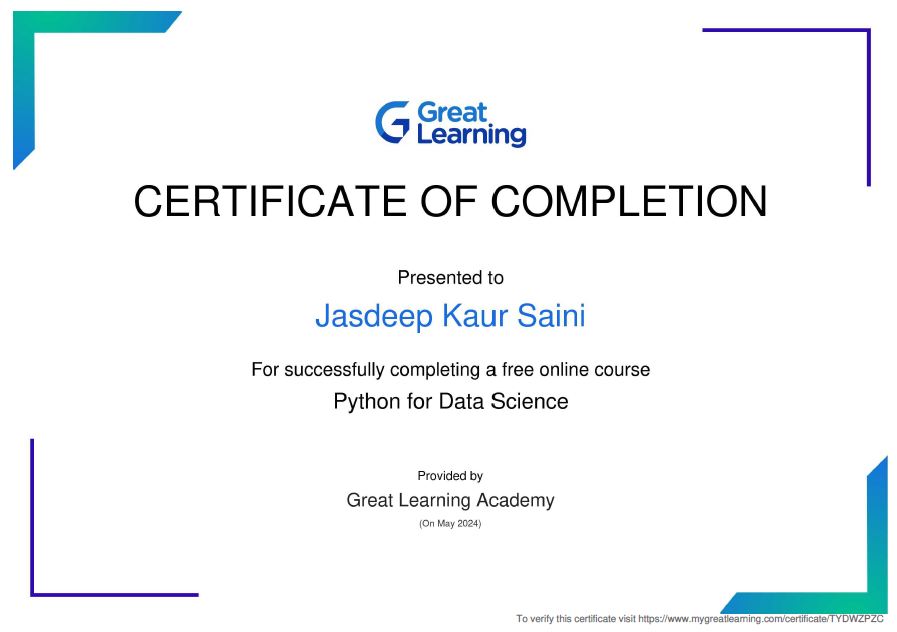 Great
Learning
CERTIFICATE OF COMPLETION
Presented to
Jasdeep Kaur Saini
For successfully completing a free online course
Python for Data Science
Provided by
Great Learning Academy
(On May 2024)
To verify this certificate visit https://www.mygreatlearning.com/certificate/TYDWZPZC